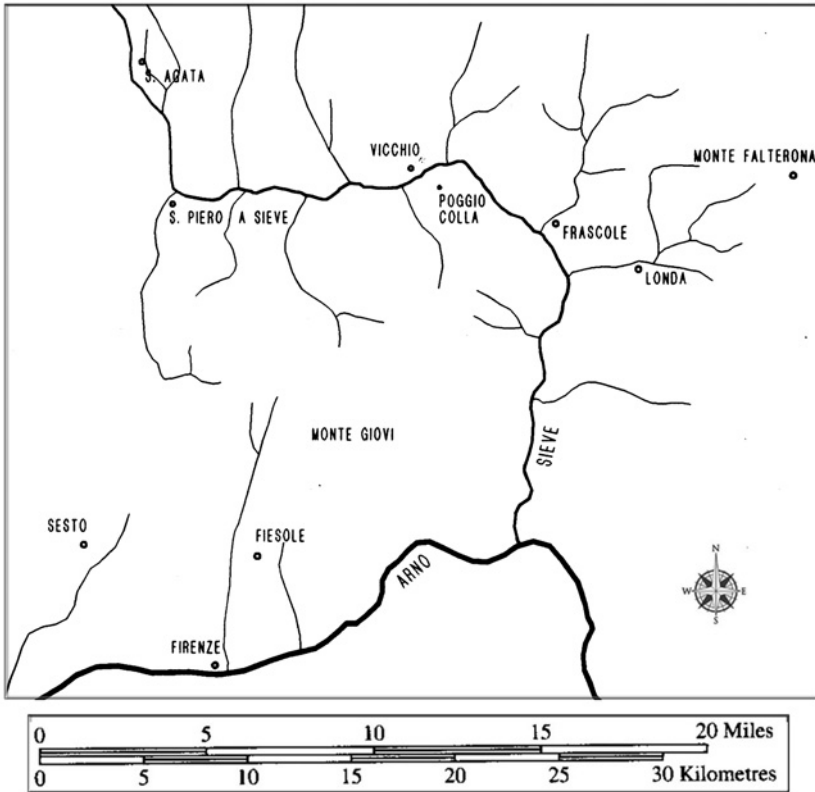 S. AGATA
VICCHIO
MONTE FALTERONA
POGGIO
COLLA
S. PIERO A SIEVE
FRASCOLE
LONDA
MONTE GIOVI
SIEVE
SESTO
FIESOLE
ARNO
N
W E
S
FIRENZE
0 5 10 15 20 Miles
0 5 10 15 20 25 30 Kilometres